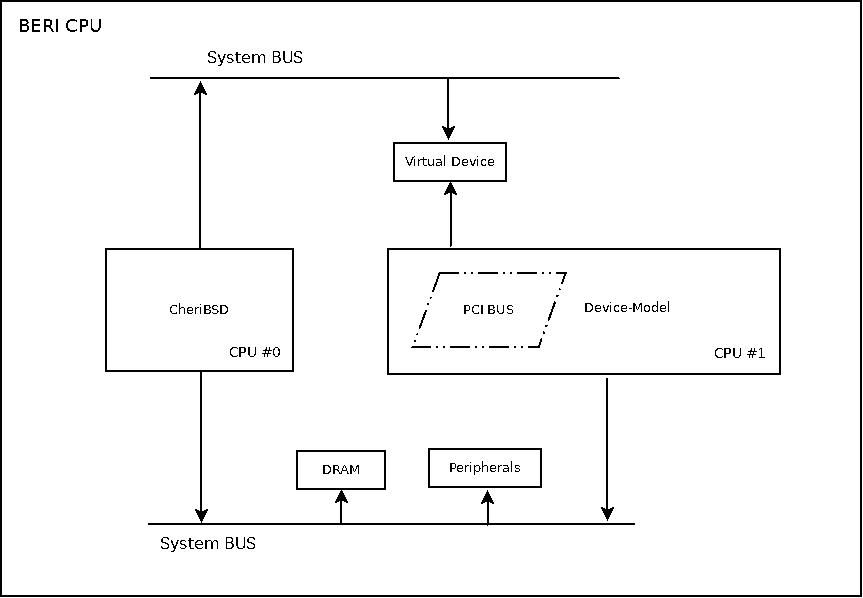 BERI CPU
System BUS
Virtual Device
CheriBSD
CPU #0
PCI BUS
Device-Model
CPU #1
DRAM
Peripherals
System BUS